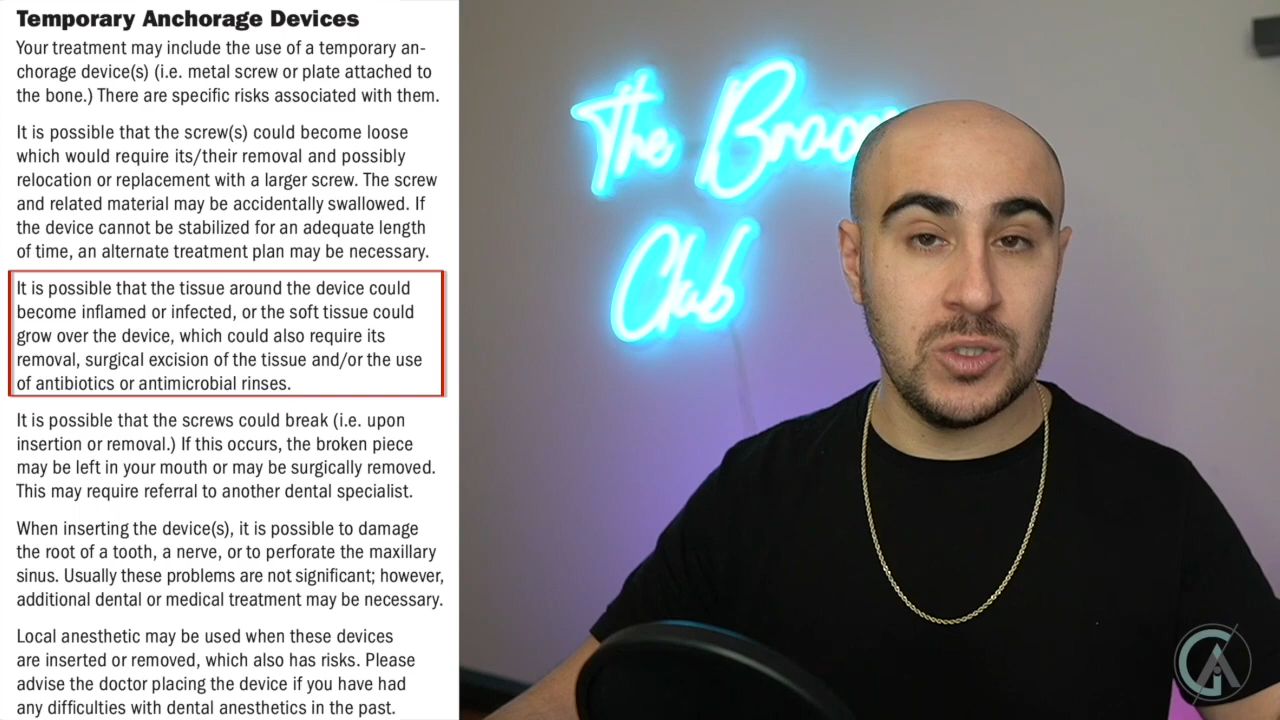 Temporary Anchorage Devices
Your treatment may include the use of a temporary an-
chorage device(s) (i.e. metal screw or plate attached to
the bone.) There are specific risks associated with them.
It is possible that the screw(s) could become loose
which would require its/their removal and possibly
relocation or replacement with a larger screw. The screw
and related material may be accidentally swallowed. If
the device cannot be stabilized for an adequate length
of time, an alternate treatment plan may be necessary.
It is possible that the tissue around the device could
become inflamed or infected, or the soft tissue could
grow over the device, which could also require its
removal, surgical excision of the tissue and/or the use
of antibiotics or antimicrobial rinses.
It is possible that the screws could break (i.e. upon
insertion or removal.) If this occurs, the broken piece
may be left in your mouth or may be surgically removed.
This may require referral to another dental specialist.
When inserting the device(s), it is possible to damage
the root of a tooth, a nerve, or to perforate the maxillary
sinus. Usually these problems are not significant; however,
additional dental or medical treatment may be necessary.
Local anesthetic may be used when these devices
are inserted or removed, which also has risks. Please
advise the doctor placing the device if you have had
any difficulties with dental anesthetics in the past.
The
Club